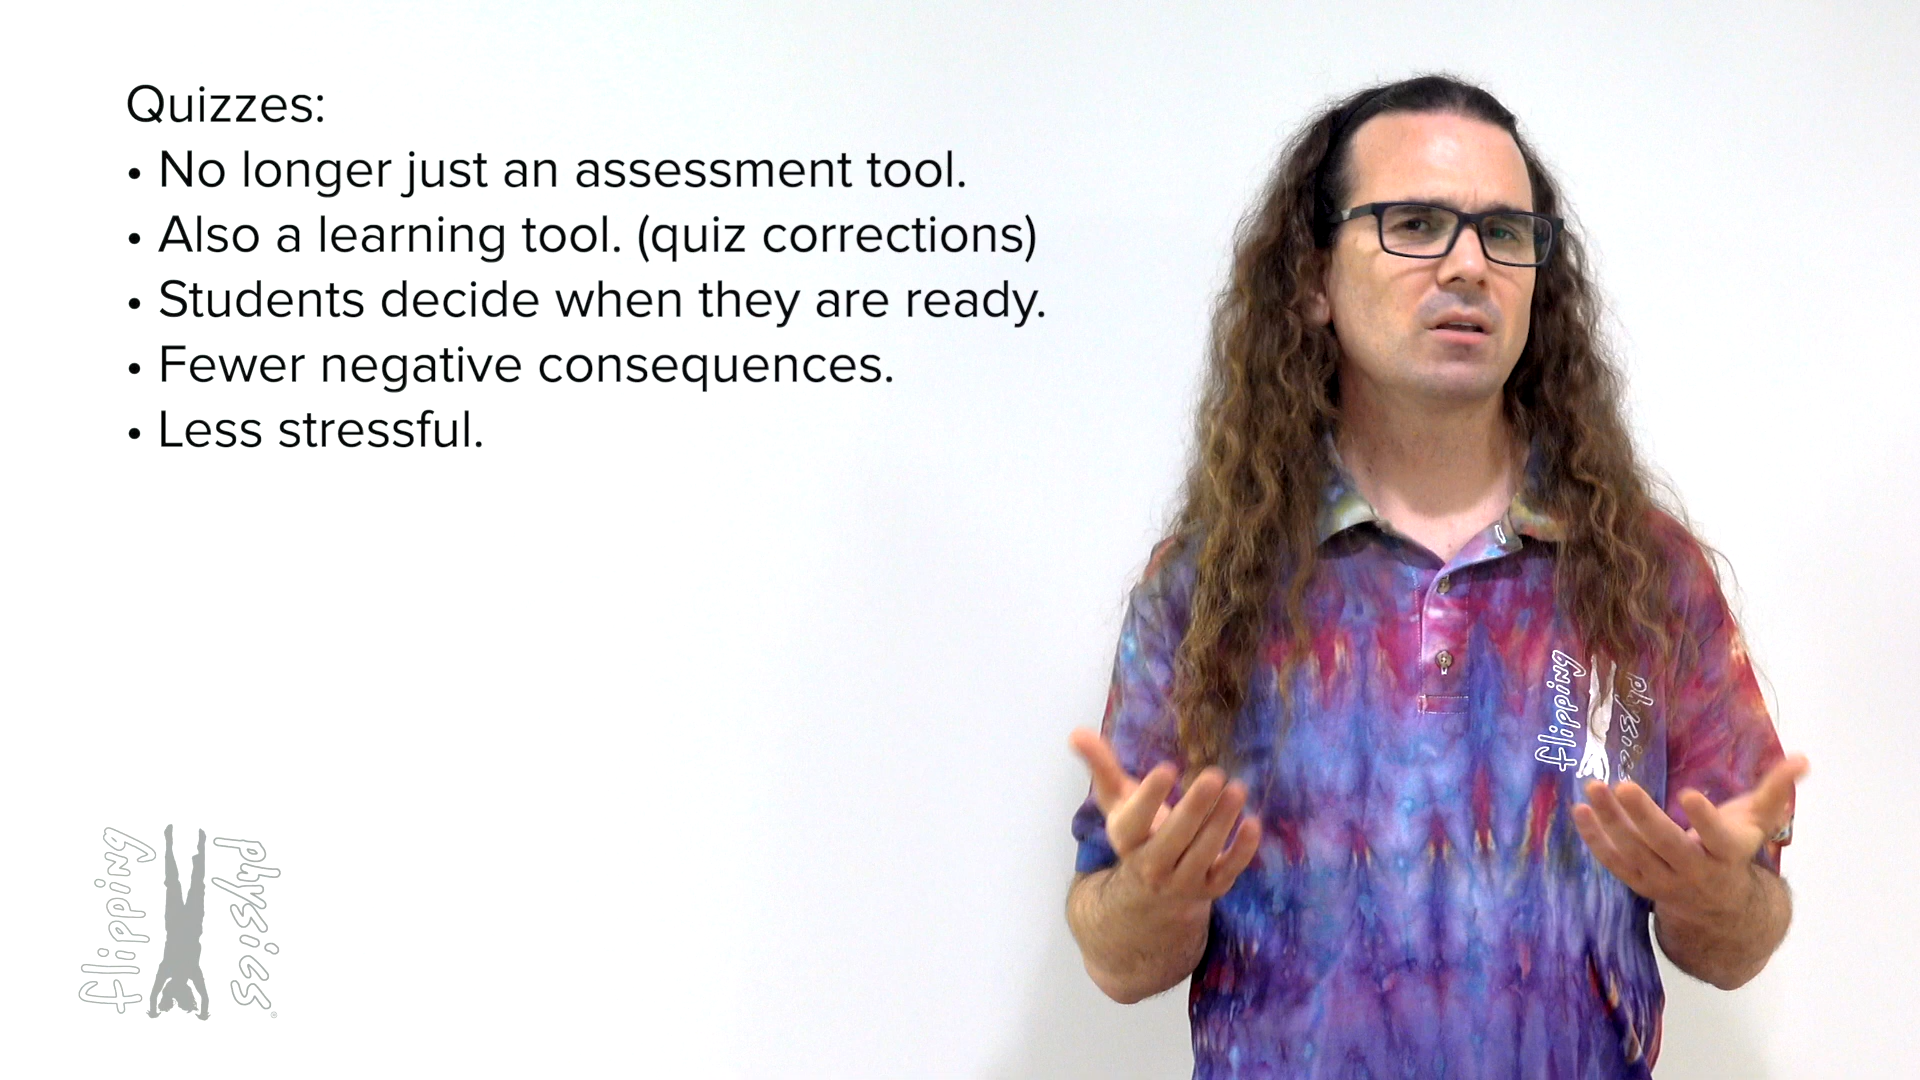 Quizzes:
• No longer just an assessment tool.
• Also a learning tool. (quiz corrections)
• Students decide when they are ready.
• Fewer negative consequences.
• Less stressful.
flipping
physics
®
flipping
physics